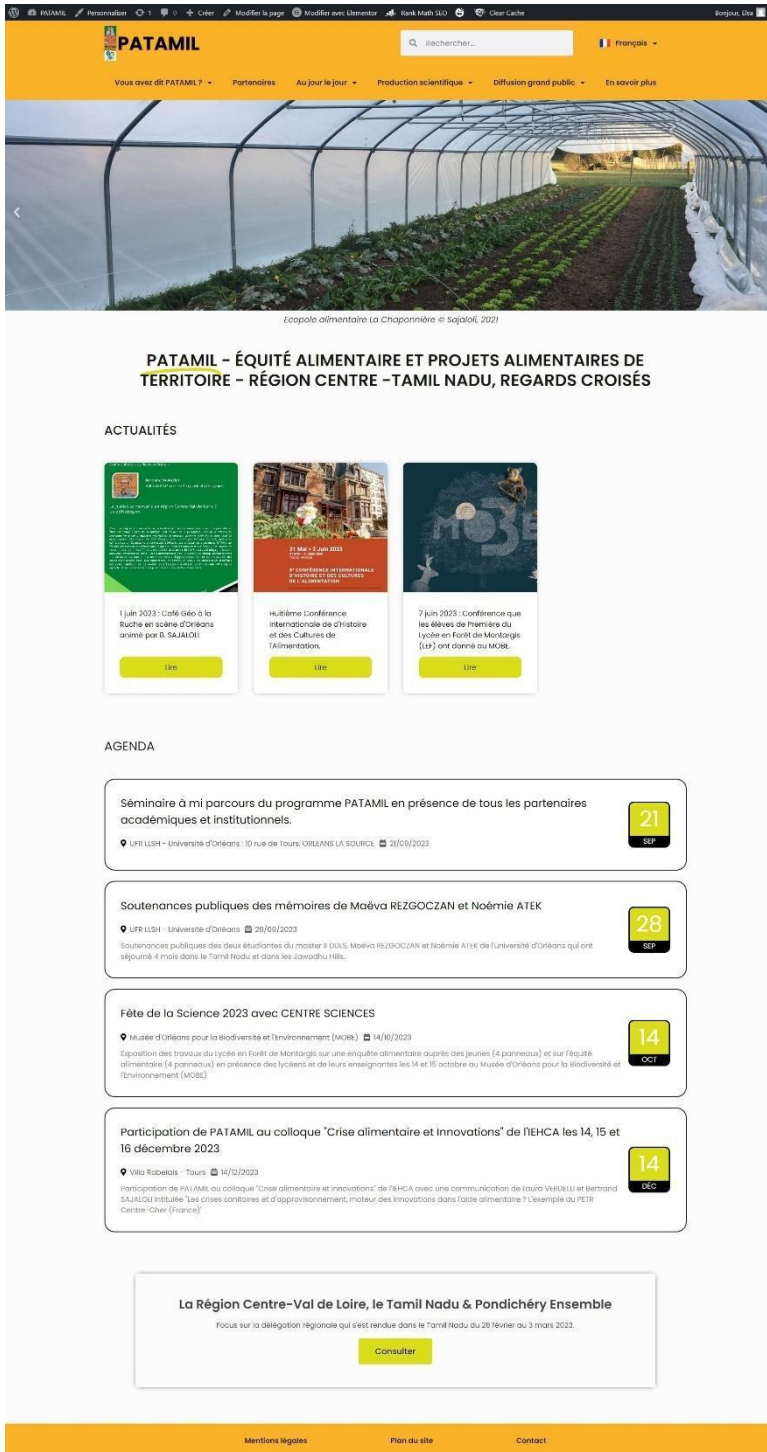 PATAMIL Personnaliser 1 0 Créer Modifier la page Modifier avec Elementor Rank Math SEO Clear Cache Bonjour, Elsa
PATAMIL
Rechercher...
Français
Vous avez dit PATAMIL ? Partenaires Au jour le jour Production scientifique Diffusion grand public En savoir plus
Ecopole alimentaire La Chaponnière © Sajaloli, 2021
PATAMIL - ÉQUITÉ ALIMENTAIRE ET PROJETS ALIMENTAIRES DE
TERRITOIRE - RÉGION CENTRE -TAMIL NADU, REGARDS CROISÉS
ACTUALITÉS
31 Mai - 2 Juin 2023
8e CONFÉRENCE INTERNATIONALE
D'HISTOIRE ET DES CULTURES
DE L'ALIMENTATION
1 juin 2023 : Café Géo à la
Ruche en scène d'Orléans
animé par B. SAJALOLI
Lire
Huitième Conférence
Internationale d'Histoire
et des Cultures de
l'Alimentation.
Lire
7 juin 2023 : Conférence que
les élèves de Première du
Lycée en Forêt de Montargis
(LEF) ont donné au MOBE.
Lire
AGENDA
Séminaire à mi parcours du programme PATAMIL en présence de tous les partenaires
académiques et institutionnels.
UFR LLSH - Université d'Orléans : 10 rue de Tours, ORLEANS LA SOURCE 21/09/2023
21
SEP
Soutenances publiques des mémoires de Maëva REZGOCZAN et Noémie ATEK
UFR LLSH - Université d'Orléans 28/09/2023
Soutenances publiques des deux étudiantes du master II DDLS, Maëva REZGOCZAN et Noémie ATEK de l'université d'Orléans qui ont
séjourné 4 mois dans le Tamil Nadu et dans les Jawadhu Hills.
28
SEP
Fête de la Science 2023 avec CENTRE SCIENCES
Musée d'Orléans pour la Biodiversité et l'Environnement (MOBE) 14/10/2023
Exposition des travaux du Lycée en Forêt de Montargis sur une enquête alimentaire auprès des jeunes (4 panneaux) et sur l'équité
alimentaire (4 panneaux) en présence des lycéens et de leurs enseignantes les 14 et 15 octobre au Musée d'Orléans pour la Biodiversité et
l'Environnement (MOBE)
14
OCT
Participation de PATAMIL au colloque "Crise alimentaire et Innovations" de l'IEHCA les 14, 15 et
16 décembre 2023
Villa Rabelais - Tours 14/12/2023
Participation de PATAMIL au colloque "Crise alimentaire et Innovations" de l'IEHCA avec une communication de Laura VERDELLI et Bertrand
SAJALOLI intitulée "Les crises sanitaires et d'approvisionnement, moteur des innovations dans l'aide alimentaire ? L'exemple du PETR
Centre-Cher (France)"
14
DÉC
La Région Centre-Val de Loire, le Tamil Nadu & Pondichéry Ensemble
Focus sur la délégation régionale qui s'est rendue dans le Tamil Nadu du 26 février au 3 mars 2023.
Consulter
Mentions légales Plan du site Contact